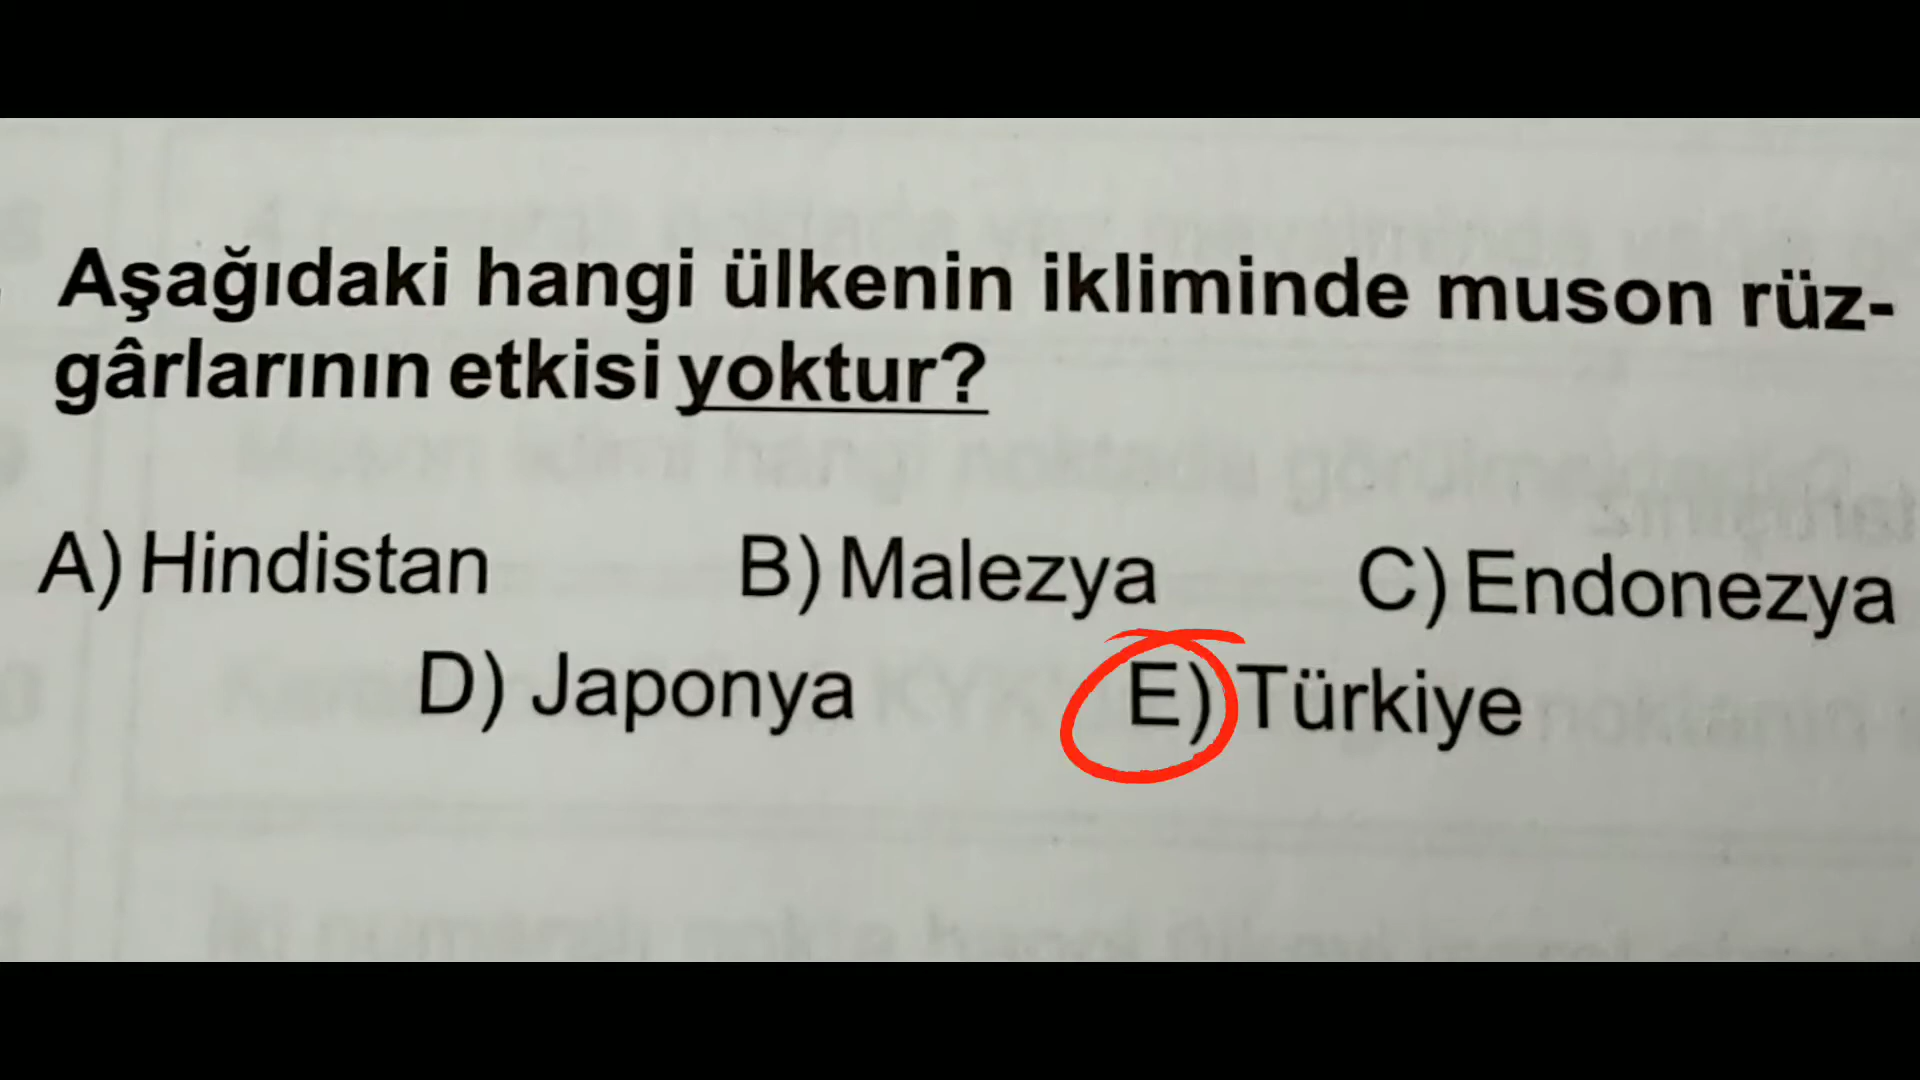 Aşağıdaki hangi ülkenin ikliminde muson rüz-
gârlarının etkisi yoktur?
A) Hindistan B) Malezya C) Endonezya
D) Japonya E) Türkiye